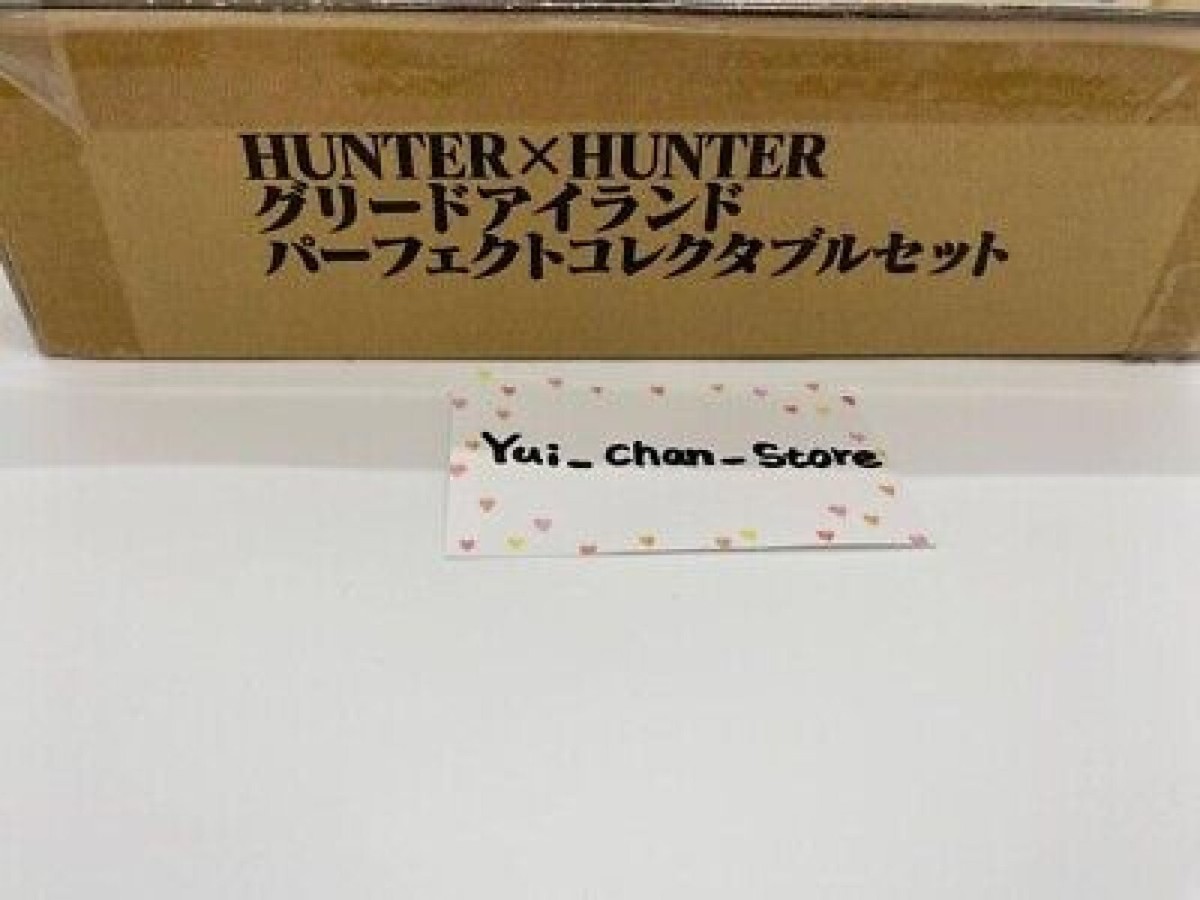 HUNTER×HUNTER
グリードアイランド
パーフェクトコレクタブルセット
Yui_chan_Store